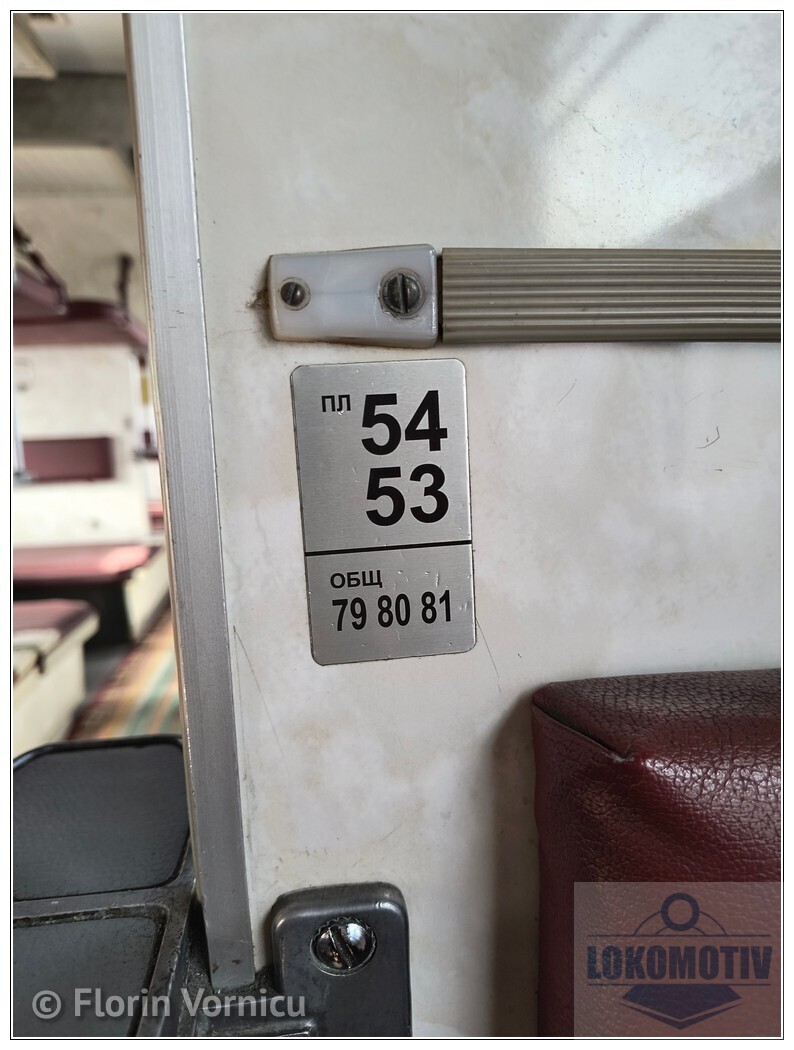 ПЛ 54
53
ОБЩ
79 80 81
LOKOMOTIV
© Florin Vornicu